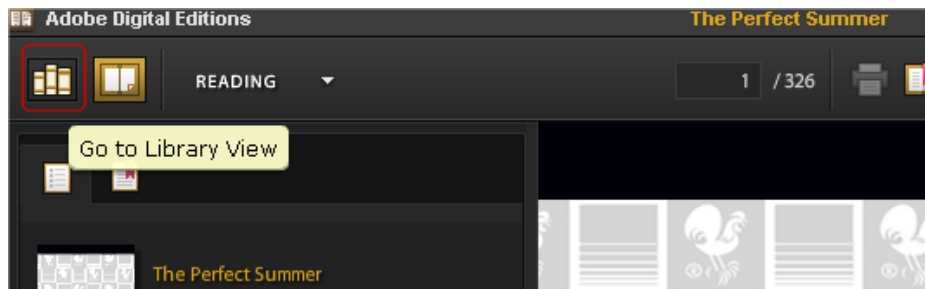 Adobe Digital Editions The Perfect Summer
READING 1 / 326
Go to Library View
The Perfect Summer